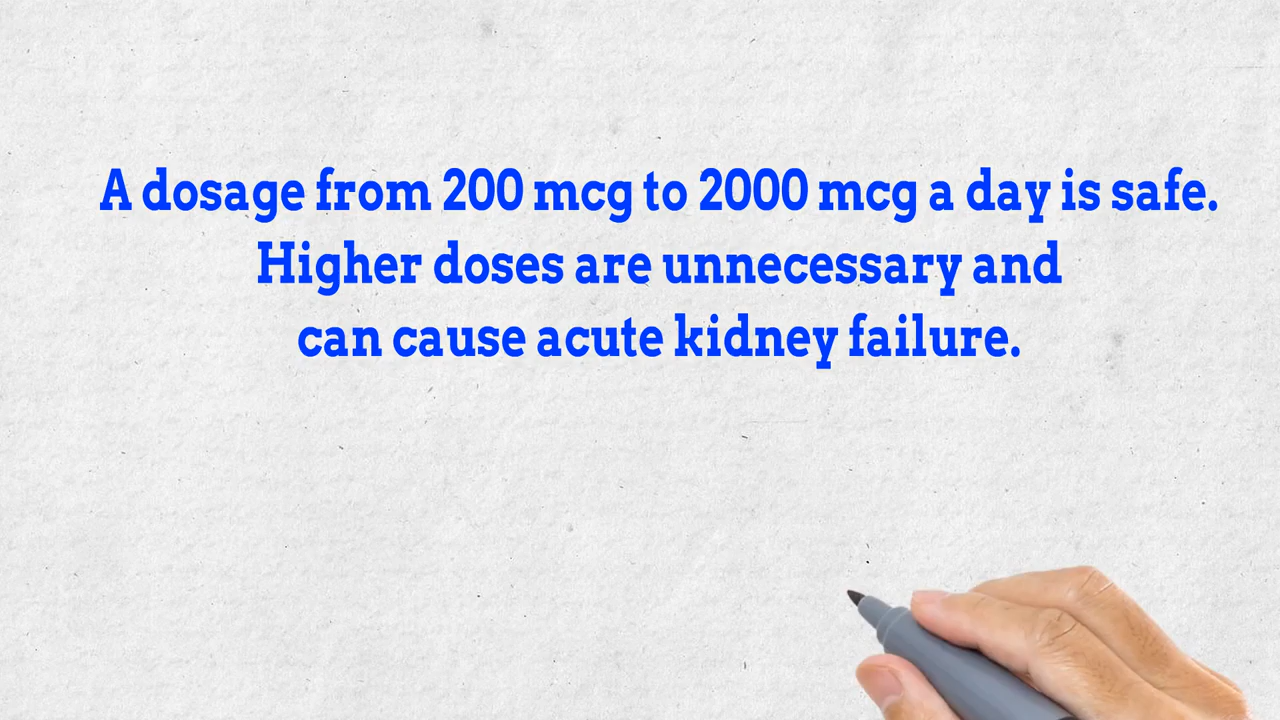 A dosage from 200 mcg to 2000 mcg a day is safe.
Higher doses are unnecessary and
can cause acute kidney failure.